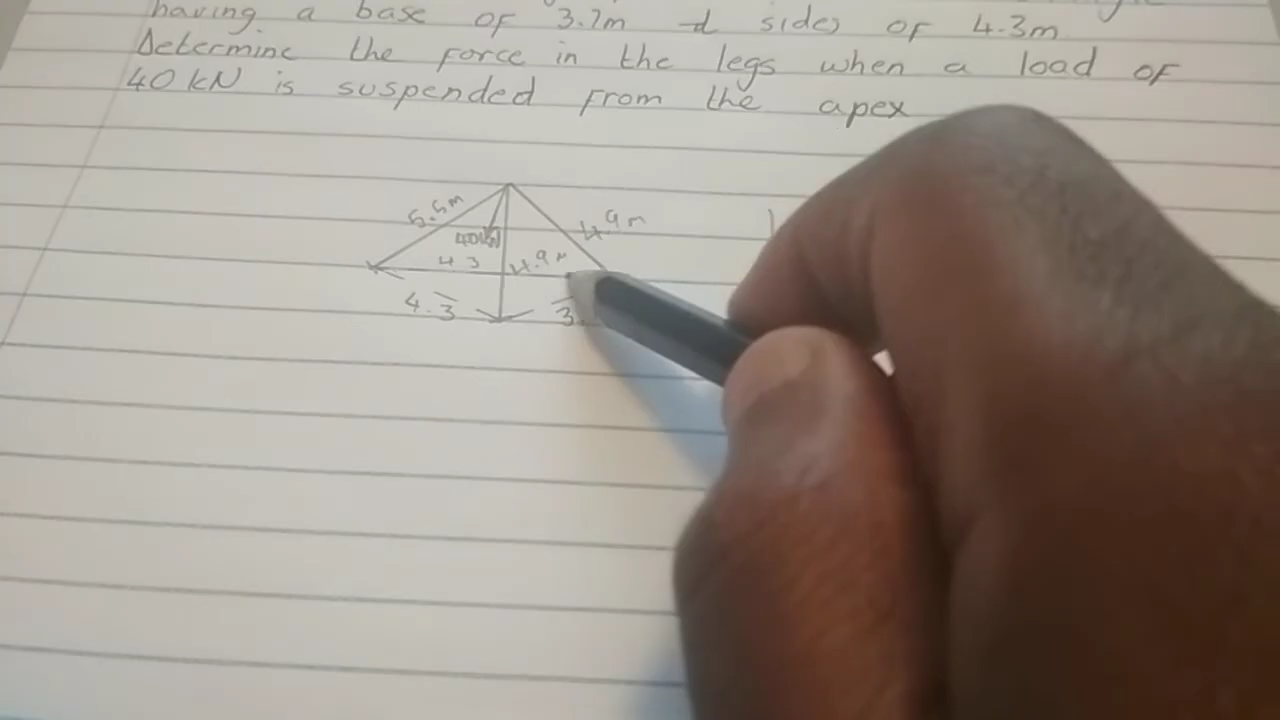 having a base of 3.7m sides of 4.3m
Determine the force in the legs when a load of
40 kN is suspended from the apex
5.5m
4.9m
40kN
4.3
4.9m
4.3
3.